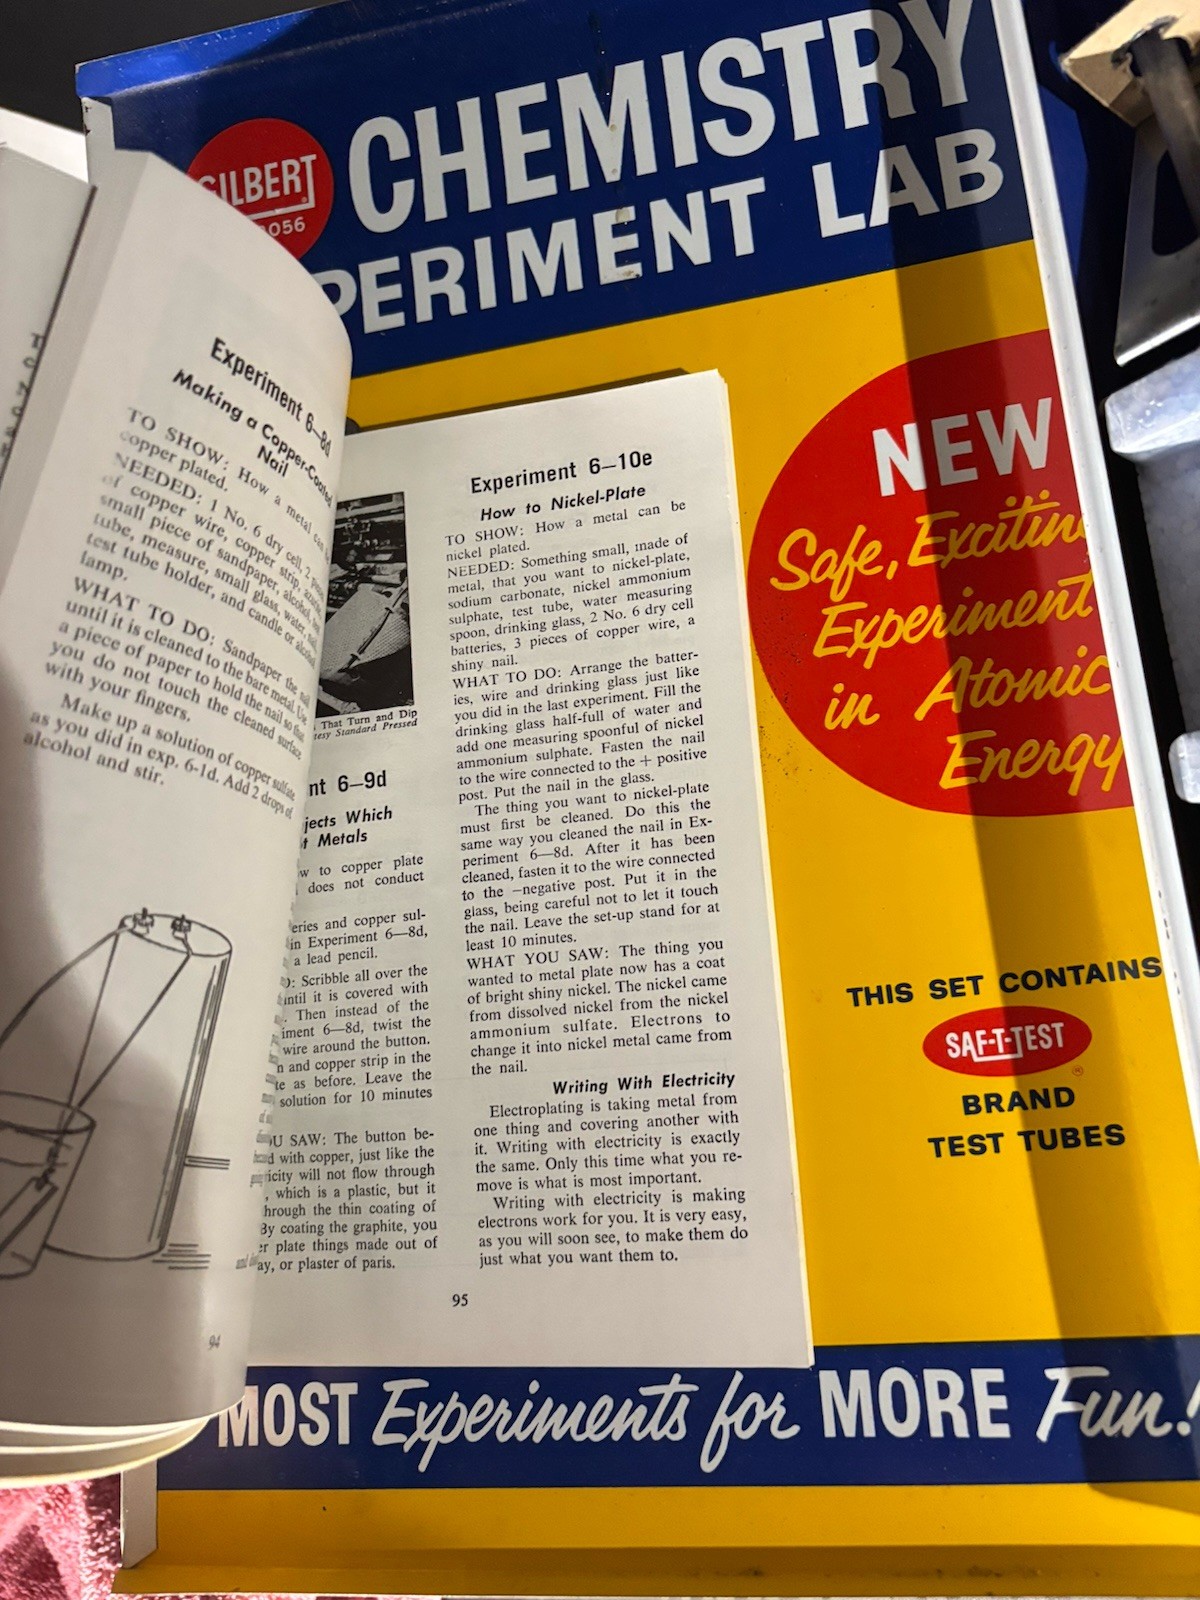 GILBERT
CHEMISTRY
PERIMENT LAB
NEW
Safe, Exciting
Experiment
in Atomic
Energy
THIS SET CONTAINS
SAF-T-TEST
®
BRAND
TEST TUBES
MOST Experiments for MORE Fun!
Experiment 6—8d
Making a Copper-Coated
Nail
TO SHOW: How a metal can be
copper plated.
NEEDED: 1 No. 6 dry cell, 2
of copper wire, copper strip,
small piece of sandpaper, alcohol,
tube, measure, small glass, water,
test tube holder, and candle or alcohol
lamp.
WHAT TO DO: Sandpaper the nail
until it is cleaned to the bare metal. Use
a piece of paper to hold the nail so that
you do not touch the cleaned surface
with your fingers.
Make up a solution of copper sulfate
as you did in exp. 6-1d. Add 2 drops of
alcohol and stir.
94
That Turn and Dip
Standard Pressed
nt 6—9d
jects Which
t Metals
w to copper plate
does not conduct
eries and copper sul-
in Experiment 6—8d,
a lead pencil.
: Scribble all over the
until it is covered with
. Then instead of the
iment 6—8d, twist the
wire around the button.
n and copper strip in the
te as before. Leave the
solution for 10 minutes
OU SAW: The button be-
d with copper, just like the
icity will not flow through
, which is a plastic, but it
hrough the thin coating of
By coating the graphite, you
er plate things made out of
ay, or plaster of paris.
Experiment 6—10e
How to Nickel-Plate
TO SHOW: How a metal can be
nickel plated.
NEEDED: Something small, made of
metal, that you want to nickel-plate,
sodium carbonate, nickel ammonium
sulphate, test tube, water measuring
spoon, drinking glass, 2 No. 6 dry cell
batteries, 3 pieces of copper wire, a
shiny nail.
WHAT TO DO: Arrange the batter-
ies, wire and drinking glass just like
you did in the last experiment. Fill the
drinking glass half-full of water and
add one measuring spoonful of nickel
ammonium sulphate. Fasten the nail
to the wire connected to the + positive
post. Put the nail in the glass.
The thing you want to nickel-plate
must first be cleaned. Do this the
same way you cleaned the nail in Ex-
periment 6—8d. After it has been
cleaned, fasten it to the wire connected
to the —negative post. Put it in the
glass, being careful not to let it touch
the nail. Leave the set-up stand for at
least 10 minutes.
WHAT YOU SAW: The thing you
wanted to metal plate now has a coat
of bright shiny nickel. The nickel came
from dissolved nickel from the nickel
ammonium sulfate. Electrons to
change it into nickel metal came from
the nail.
Writing With Electricity
Electroplating is taking metal from
one thing and covering another with
it. Writing with electricity is exactly
the same. Only this time what you re-
move is what is most important.
Writing with electricity is making
electrons work for you. It is very easy,
as you will soon see, to make them do
just what you want them to.
95